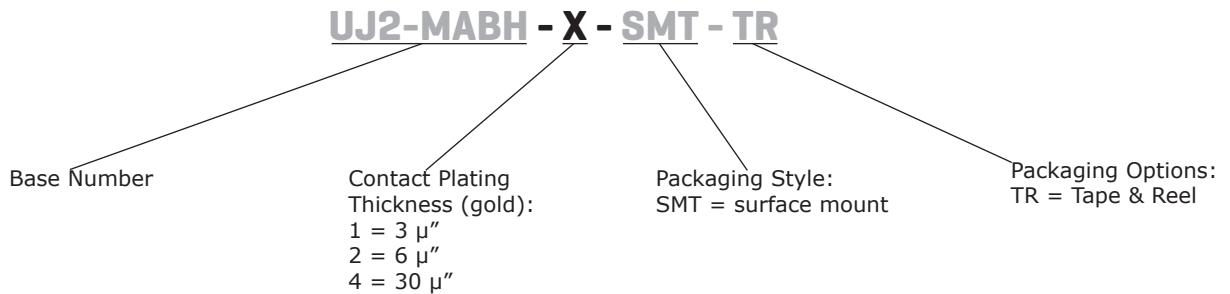 UJ2-MABH - X - SMT - TR
Base Number
Contact Plating
Thickness (gold):
1 = 3 µ"
2 = 6 µ"
4 = 30 µ"
Packaging Style:
SMT = surface mount
Packaging Options:
TR = Tape & Reel